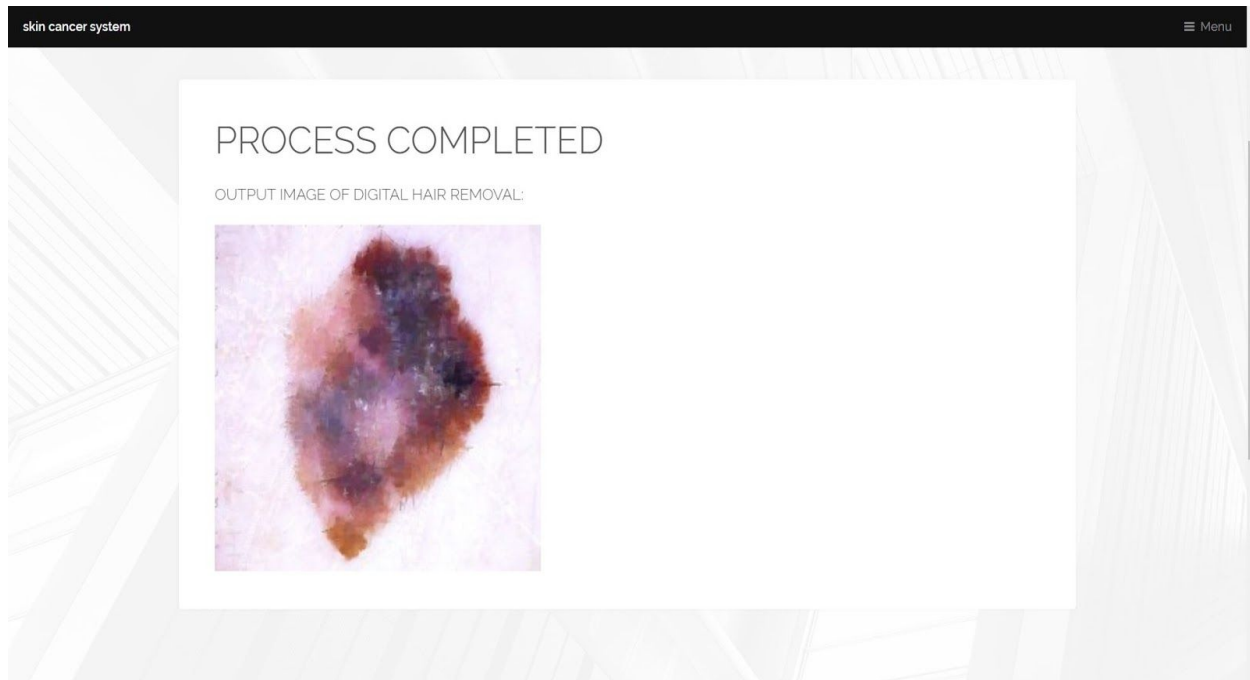 skin cancer system
Menu
PROCESS COMPLETED
OUTPUT IMAGE OF DIGITAL HAIR REMOVAL: